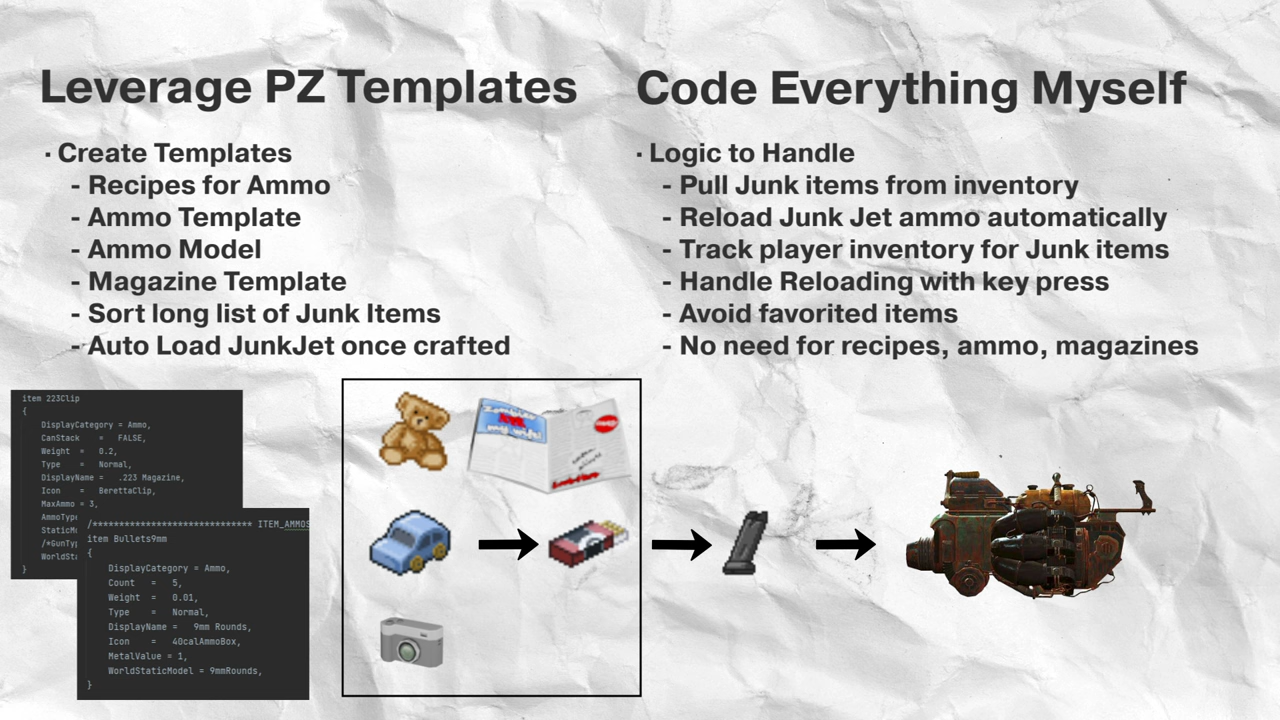 Leverage PZ Templates
· Create Templates
- Recipes for Ammo
- Ammo Template
- Ammo Model
- Magazine Template
- Sort long list of Junk Items
- Auto Load JunkJet once crafted
Code Everything Myself
· Logic to Handle
- Pull Junk items from inventory
- Reload Junk Jet ammo automatically
- Track player inventory for Junk items
- Handle Reloading with key press
- Avoid favorited items
- No need for recipes, ammo, magazines
item 223Clip
{
DisplayCategory = Ammo,
CanStack = FALSE,
Weight = 0.2,
Type = Normal,
DisplayName = .223 Magazine,
Icon = BerettaClip,
MaxAmmo = 3,
AmmoType
StaticMo
/*GunTyp
WorldSta
}
/****************************** ITEM_AMMOS
item Bullets9mm
{
DisplayCategory = Ammo,
Count = 5,
Weight = 0.01,
Type = Normal,
DisplayName = 9mm Rounds,
Icon = 40calAmmoBox,
MetalValue = 1,
WorldStaticModel = 9mmRounds,
}